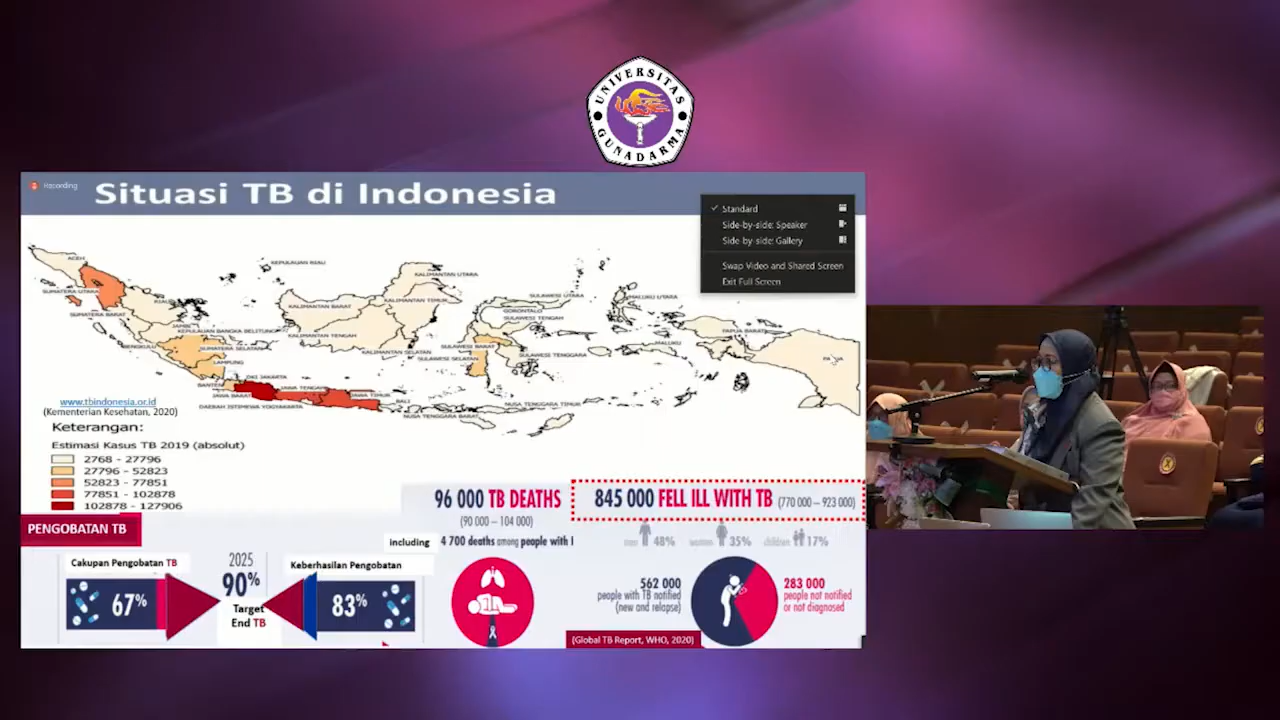 UNIVERSITAS
GUNADARMA
Recording
Situasi TB di Indonesia
Standard
Side-by-side: Speaker
Side-by-side: Gallery
Swap Video and Shared Screen
Exit Full Screen
ACEH
KEPULAUAN RIAU
KALIMANTAN UTARA
SUMATERA UTARA
RIAU
KALIMANTAN BARAT
KALIMANTAN TIMUR
SULAWESI UTARA
MALUKU UTARA
GORONTALO
SUMATERA BARAT
SULAWESI TENGAH
JAMBI
KEPULAUAN BANGKA BELITUNG
KALIMANTAN TENGAH
PAPUA BARAT
BENGKULU
SUMATERA SELATAN
SULAWESI BARAT
MALUKU
KALIMANTAN SELATAN
SULAWESI TENGGARA
SULAWESI SELATAN
PAPUA
LAMPUNG
DKI JAKARTA
BANTEN
JAWA TENGAH
JAWA BARAT
JAWA TIMUR
BALI
DAERAH ISTIMEWA YOGYAKARTA
NUSA TENGGARA TIMUR
NUSA TENGGARA BARAT
www.tbindonesia.or.id
(Kementerian Kesehatan, 2020)
Keterangan:
Estimasi Kasus TB 2019 (absolut)
2768 - 27796
27796 - 52823
52823 - 77851
77851 - 102878
102878 - 127906
96 000 TB DEATHS
(90 000 – 104 000)
including
4 700 deaths among people with
845 000 FELL ILL WITH TB (770 000 – 923 000)
men 48%
women 35%
children 17%
PENGOBATAN TB
Cakupan Pengobatan TB
67%
2025
90%
Target
End TB
Keberhasilan Pengobatan
83%
562 000
people with TB notified
(new and relapse)
283 000
people not notified
or not diagnosed
(Global TB Report, WHO, 2020)